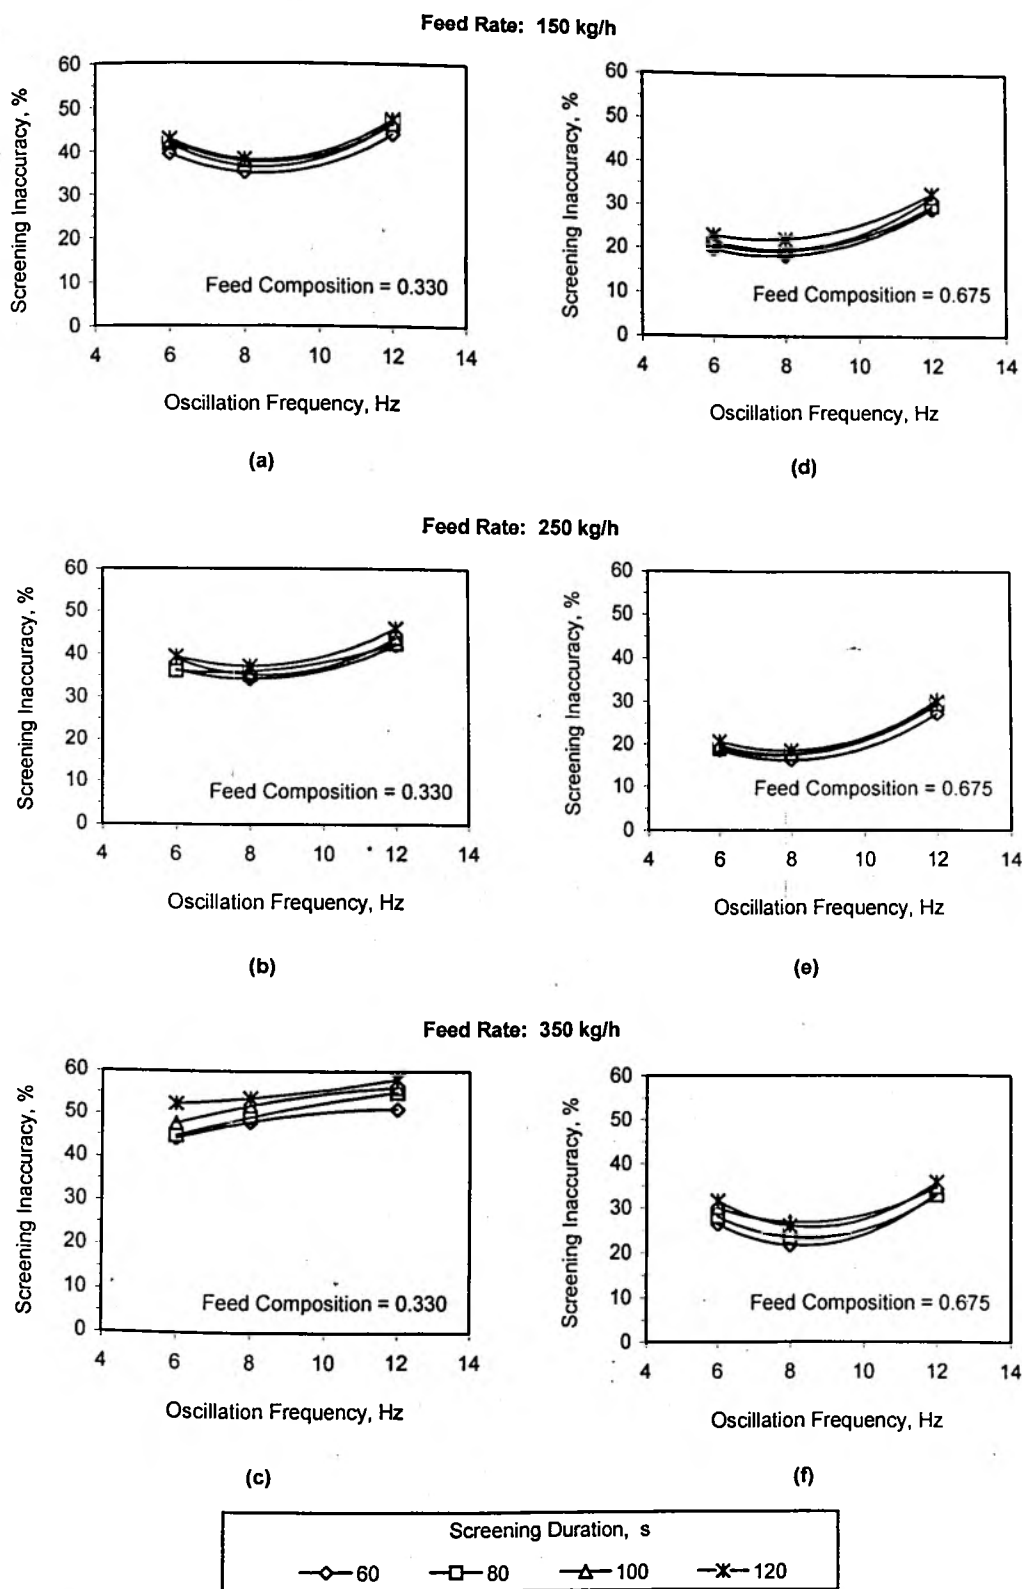 Feed Rate: 150 kg/h
Screening Inaccuracy, %
60
50
40
30
20
10
0
Feed Composition = 0.330
4 6 8 10 12 14
Oscillation Frequency, Hz
(a)
Screening Inaccuracy, %
60
50
40
30
20
10
0
Feed Composition = 0.675
4 6 8 10 12 14
Oscillation Frequency, Hz
(d)
Feed Rate: 250 kg/h
Screening Inaccuracy, %
60
50
40
30
20
10
0
Feed Composition = 0.330
4 6 8 10 12 14
Oscillation Frequency, Hz
(b)
Screening Inaccuracy, %
60
50
40
30
20
10
0
Feed Composition = 0.675
4 6 8 10 12 14
Oscillation Frequency, Hz
(e)
Feed Rate: 350 kg/h
Screening Inaccuracy, %
60
50
40
30
20
10
0
Feed Composition = 0.330
4 6 8 10 12 14
Oscillation Frequency, Hz
(c)
Screening Inaccuracy, %
60
50
40
30
20
10
0
Feed Composition = 0.675
4 6 8 10 12 14
Oscillation Frequency, Hz
(f)
Screening Duration, s
60 80 100 120